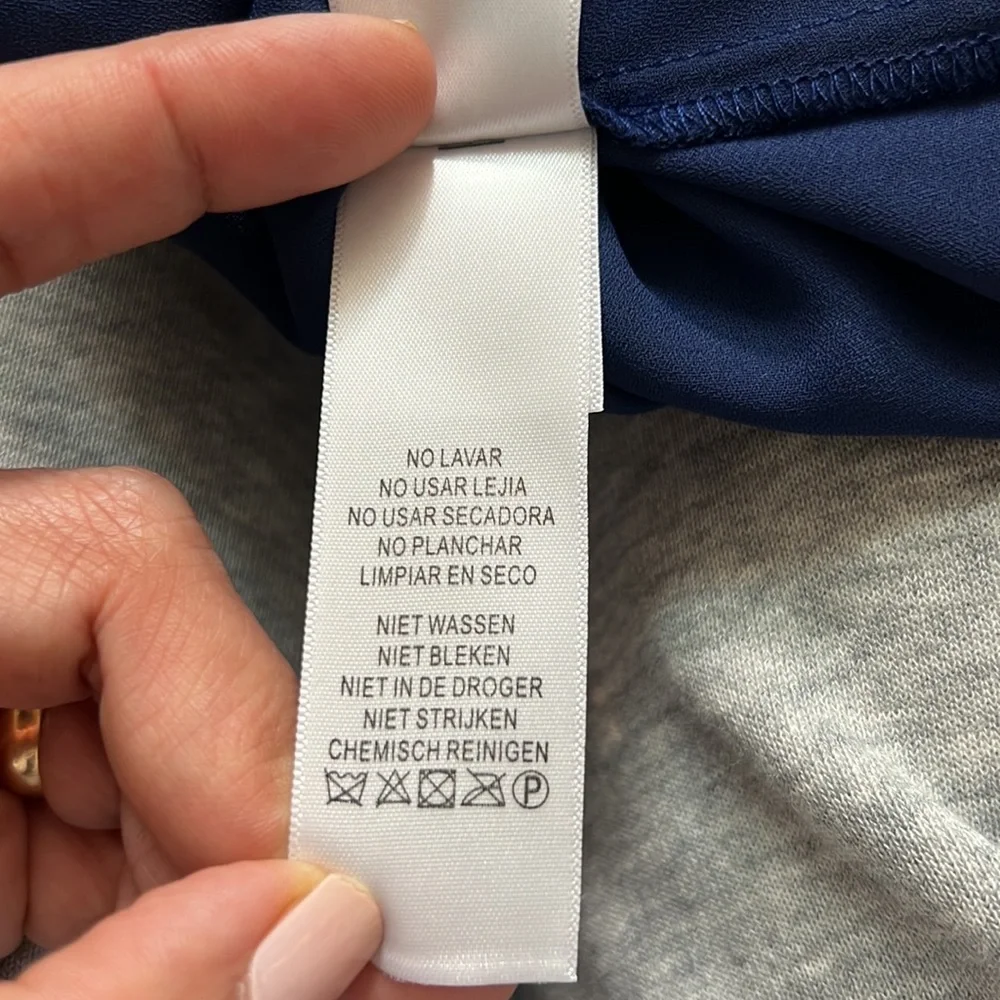 NO LAVAR
NO USAR LEJIA
NO USAR SECADORA
NO PLANCHAR
LIMPIAR EN SECO
NIET WASSEN
NIET BLEKEN
NIET IN DE DROGER
NIET STRIJKEN
CHEMISCH REINIGEN
P